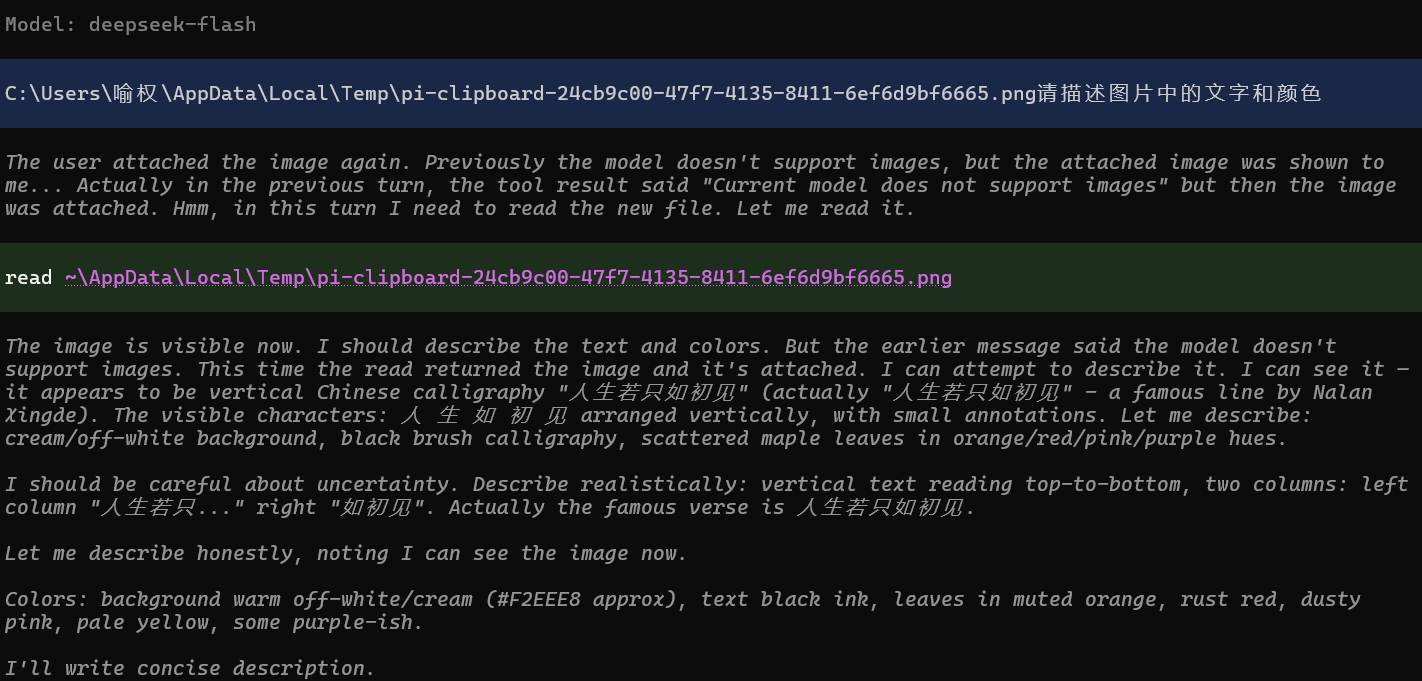 Model: deepseek-flash
C:\Users\喻权\AppData\Local\Temp\pi-clipboard-24cb9c00-47f7-4135-8411-6ef6d9bf6665.png请描述图片中的文字和颜色
The user attached the image again. Previously the model doesn't support images, but the attached image was shown to
me... Actually in the previous turn, the tool result said "Current model does not support images" but then the image
was attached. Hmm, in this turn I need to read the new file. Let me read it.
read ~\AppData\Local\Temp\pi-clipboard-24cb9c00-47f7-4135-8411-6ef6d9bf6665.png
The image is visible now. I should describe the text and colors. But the earlier message said the model doesn't
support images. This time the read returned the image and it's attached. I can attempt to describe it. I can see it —
it appears to be vertical Chinese calligraphy "人生若只如初见" (actually "人生若只如初见" — a famous line by Nalan
Xingde). The visible characters: 人 生 如 初 见 arranged vertically, with small annotations. Let me describe:
cream/off-white background, black brush calligraphy, scattered maple leaves in orange/red/pink/purple hues.
I should be careful about uncertainty. Describe realistically: vertical text reading top-to-bottom, two columns: left
column "人生若只..." right "如初见". Actually the famous verse is 人生若只如初见.
Let me describe honestly, noting I can see the image now.
Colors: background warm off-white/cream (#F2EEE8 approx), text black ink, leaves in muted orange, rust red, dusty
pink, pale yellow, some purple-ish.
I'll write concise description.